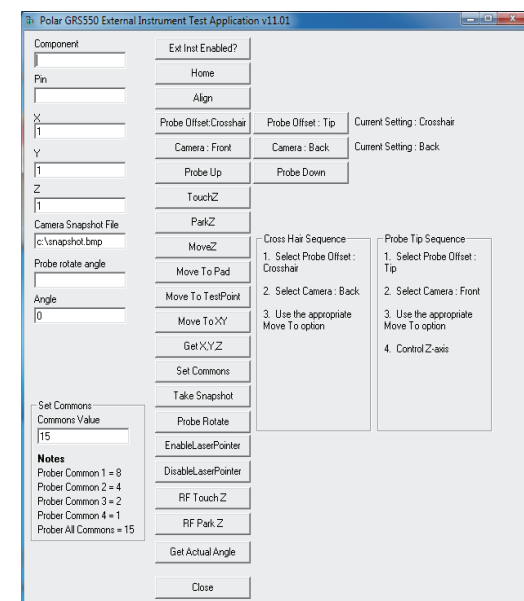 Polar GRS550 External Instrument Test Application v11.01
Component
Pin
X
1
Y
1
Z
1
Camera Snapshot File
c:\snapshot.bmp
Probe rotate angle
Angle
0
Set Commons
Commons Value
15
Notes
Prober Common 1 = 8
Prober Common 2 = 4
Prober Common 3 = 2
Prober Common 4 = 1
Prober All Commons = 15
Ext Inst Enabled?
Home
Align
Probe Offset:Crosshair
Probe Offset : Tip
Current Setting : Crosshair
Camera : Front
Camera : Back
Current Setting : Back
Probe Up
Probe Down
TouchZ
ParkZ
MoveZ
Move To Pad
Move To TestPoint
Move To XY
Get X,Y,Z
Set Commons
Take Snapshot
Probe Rotate
EnableLaserPointer
DisableLaserPointer
RF Touch Z
RF Park Z
Get Actual Angle
Close
Cross Hair Sequence
1. Select Probe Offset :
Crosshair
2. Select Camera : Back
3. Use the appropriate
Move To option
Probe Tip Sequence
1. Select Probe Offset :
Tip
2. Select Camera : Front
3. Use the appropriate
Move To option
4. Control Z-axis